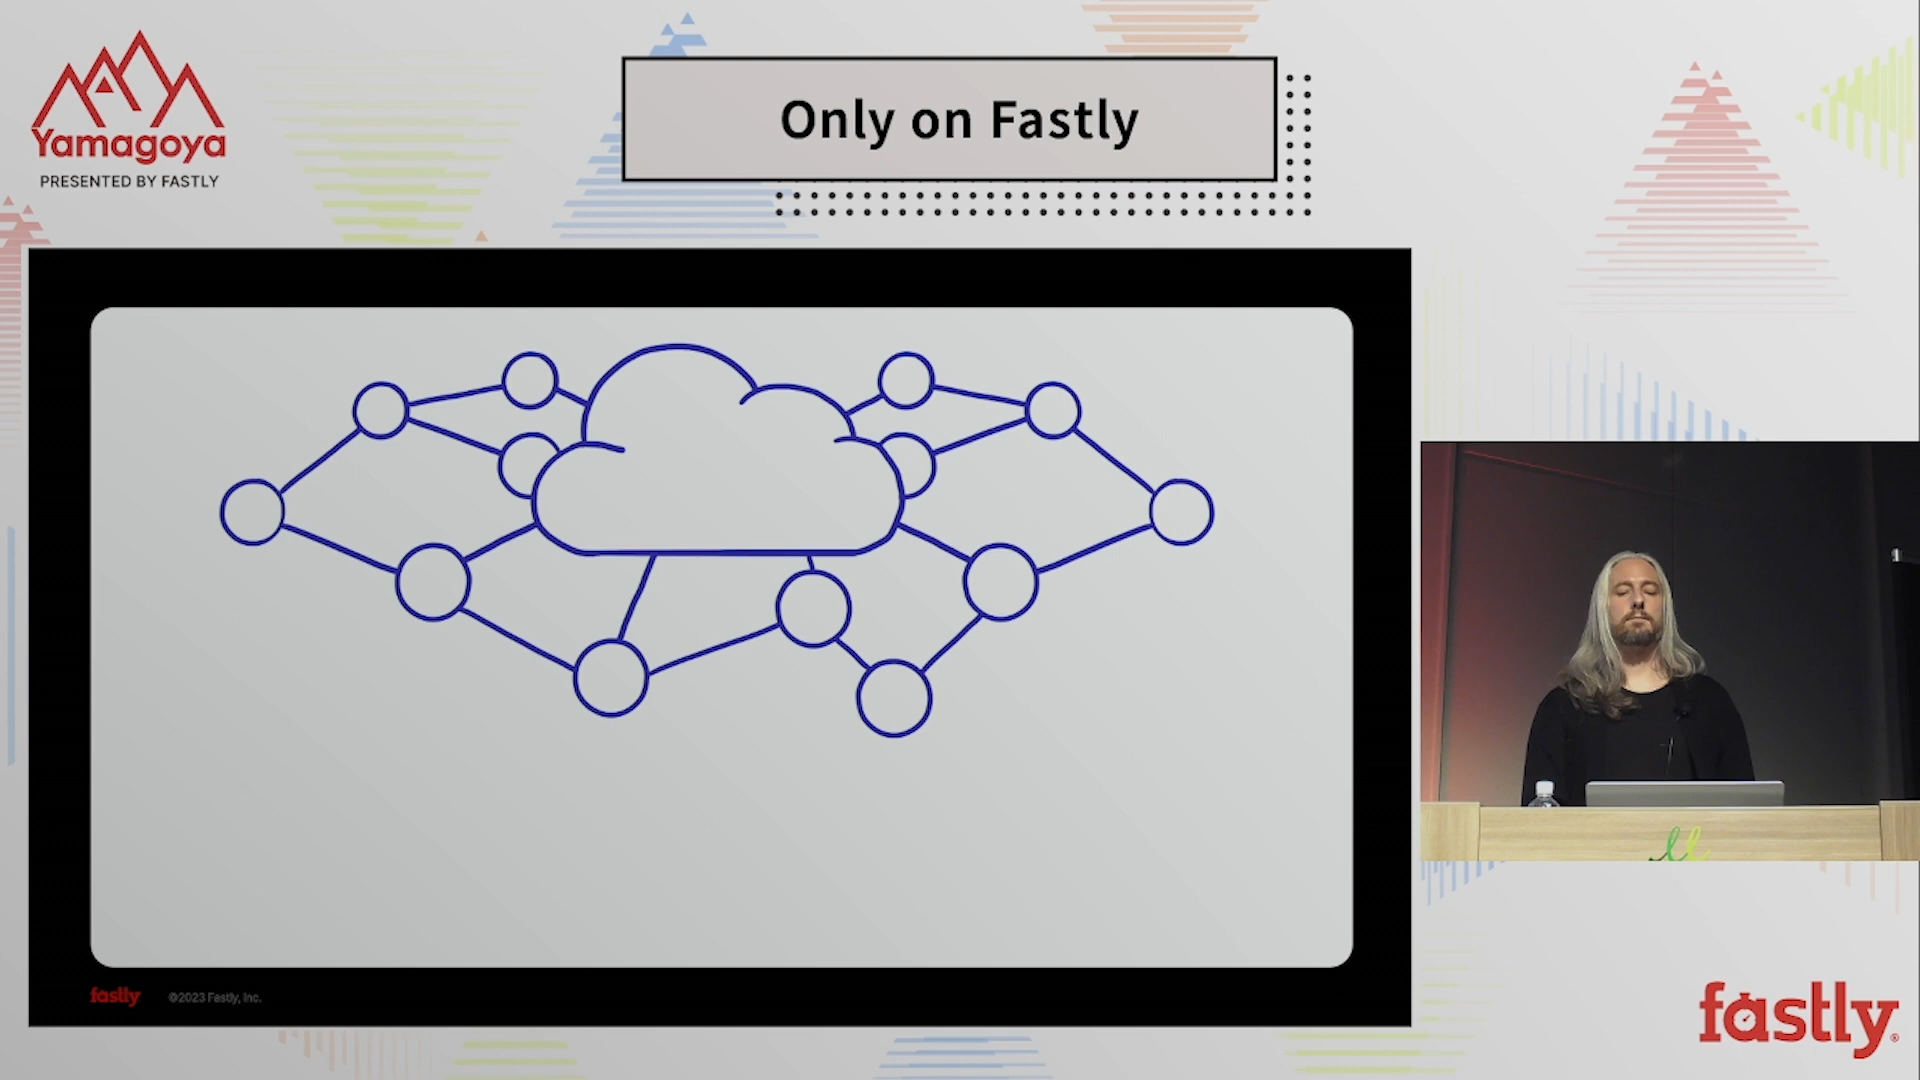 Yamagoya
PRESENTED BY FASTLY
Only on Fastly
fastly
©2023 Fastly, Inc.
fastly®